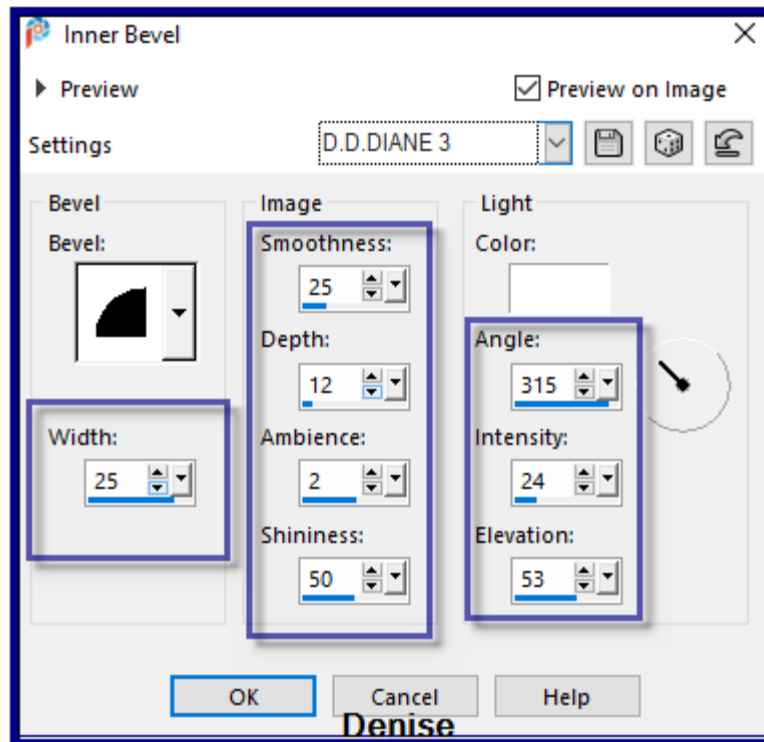 Inner Bevel
Preview
Preview on Image
Settings
D.D.DIANE 3
Bevel
Bevel:
Width:
25
Image
Smoothness:
25
Depth:
12
Ambience:
2
Shininess:
50
Light
Color:
Angle:
315
Intensity:
24
Elevation:
53
OK
Cancel
Help
Denise